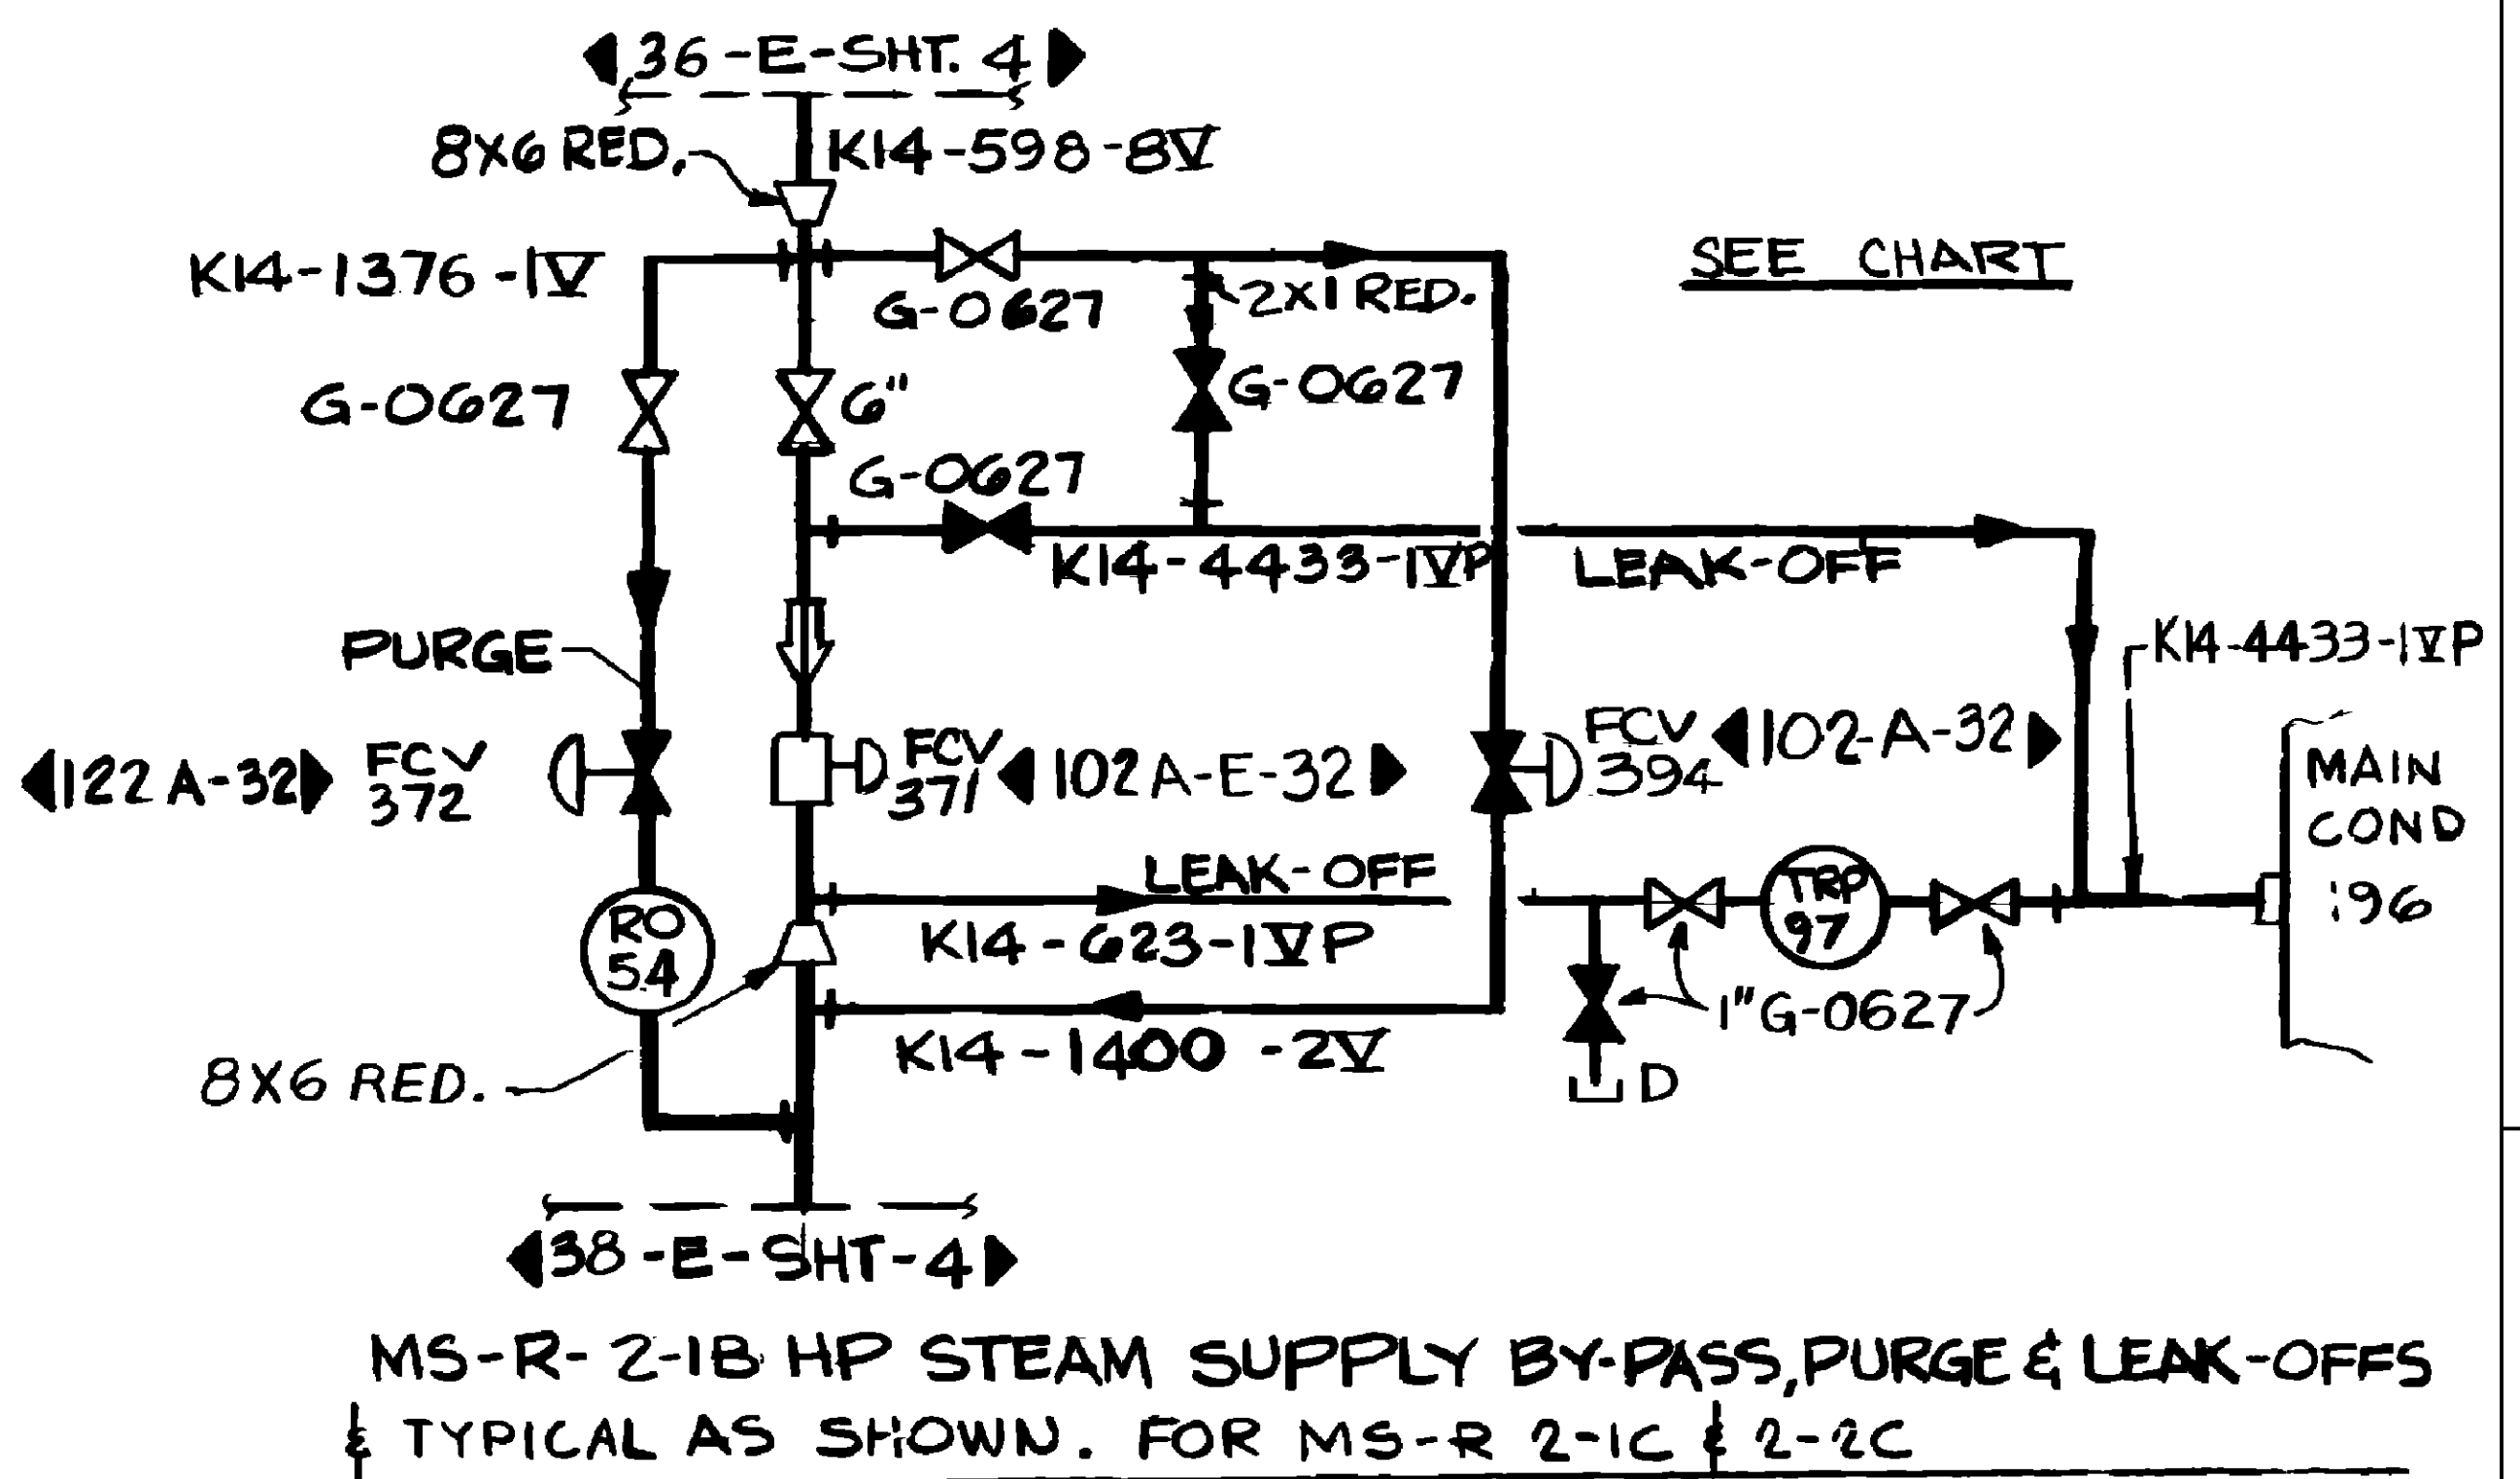 36-E-SHT. 4
8X6 RED.
K14-598-8V
K14-1376-1V
G-0627
2X1 RED.
SEE CHART
G-0627
6"
G-0627
G-0627
K14-4433-1VP
LEAK-OFF
PURGE
K14-4433-1VP
122A-32
FCV
372
FCV
371
102A-E-32
FCV
394
102-A-32
MAIN
COND
196
LEAK-OFF
K14-623-1VP
TRP
97
RO
54
1" G-0627
K14-1400-2V
8X6 RED.
D
38-E-SHT-4
MS-R-2-1B HP STEAM SUPPLY BY-PASS, PURGE & LEAK-OFFS
& TYPICAL AS SHOWN. FOR MS-R 2-1C & 2-2C